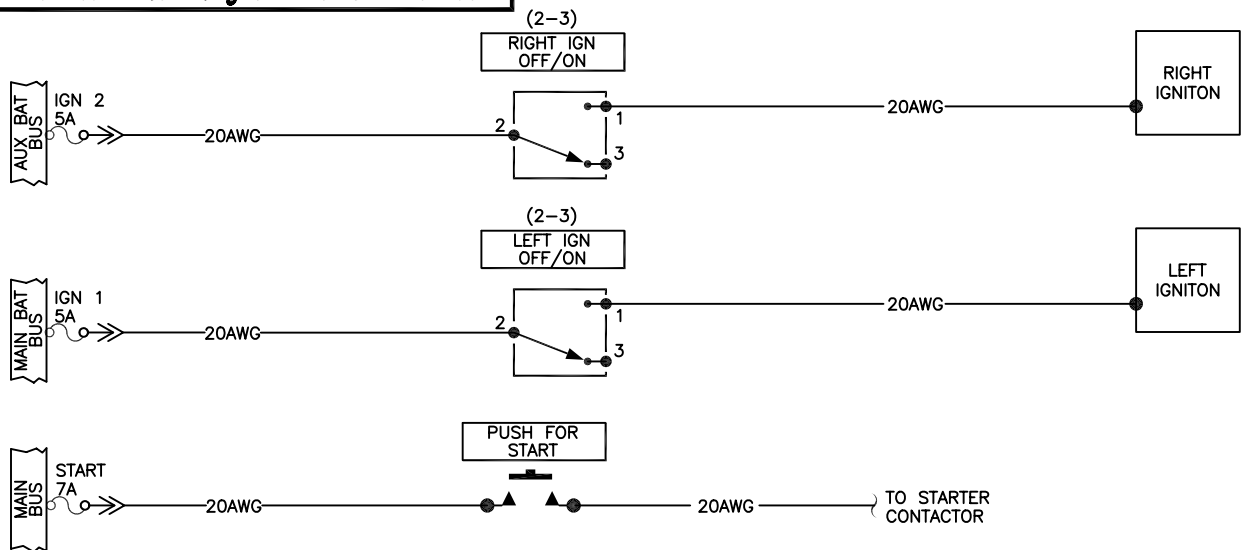 (2-3)
RIGHT IGN
OFF/ON
RIGHT
IGNITON
AUX BAT
BUS
IGN 2
5A
20AWG
2
1
3
20AWG
(2-3)
LEFT IGN
OFF/ON
LEFT
IGNITON
MAIN BAT
BUS
IGN 1
5A
20AWG
2
1
3
20AWG
PUSH FOR
START
MAIN
BUS
START
7A
20AWG
20AWG
TO STARTER
CONTACTOR